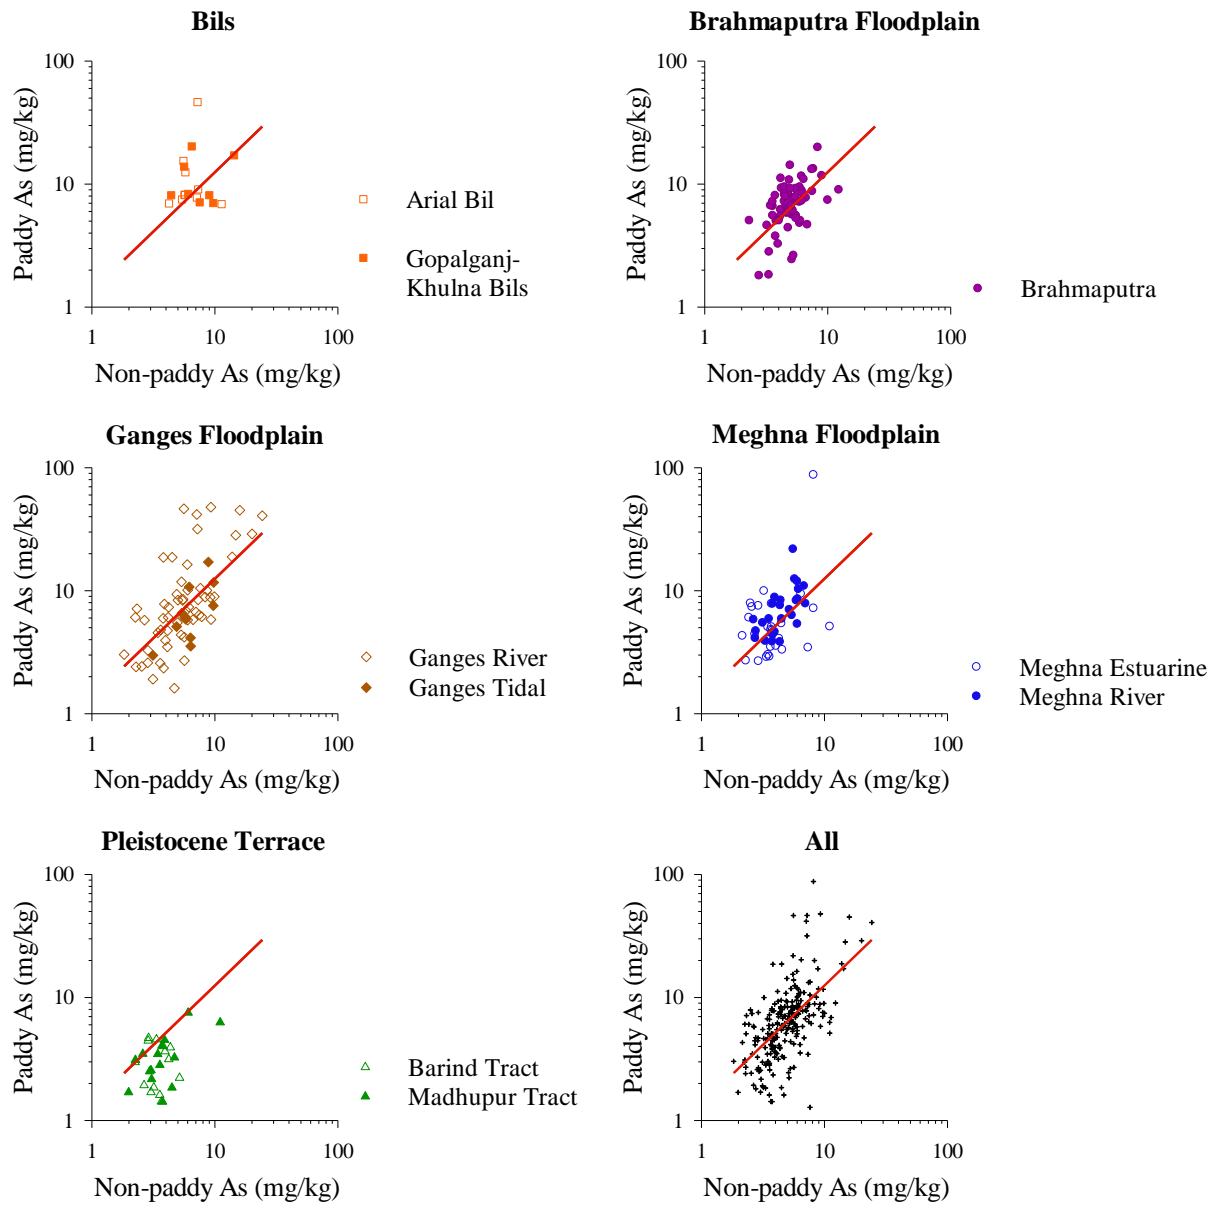 Bils
100
10
1
Paddy As (mg/kg)
1
10
100
Non-paddy As (mg/kg)
Arial Bil
Gopalganj-
Khulna Bils
Brahmaputra Floodplain
100
10
1
Paddy As (mg/kg)
1
10
100
Non-paddy As (mg/kg)
Brahmaputra
Ganges Floodplain
100
10
1
Paddy As (mg/kg)
1
10
100
Non-paddy As (mg/kg)
Ganges River
Ganges Tidal
Meghna Floodplain
100
10
1
Paddy As (mg/kg)
1
10
100
Non-paddy As (mg/kg)
Meghna Estuarine
Meghna River
Pleistocene Terrace
100
10
1
Paddy As (mg/kg)
1
10
100
Non-paddy As (mg/kg)
Barind Tract
Madhupur Tract
All
100
10
1
Paddy As (mg/kg)
1
10
100
Non-paddy As (mg/kg)